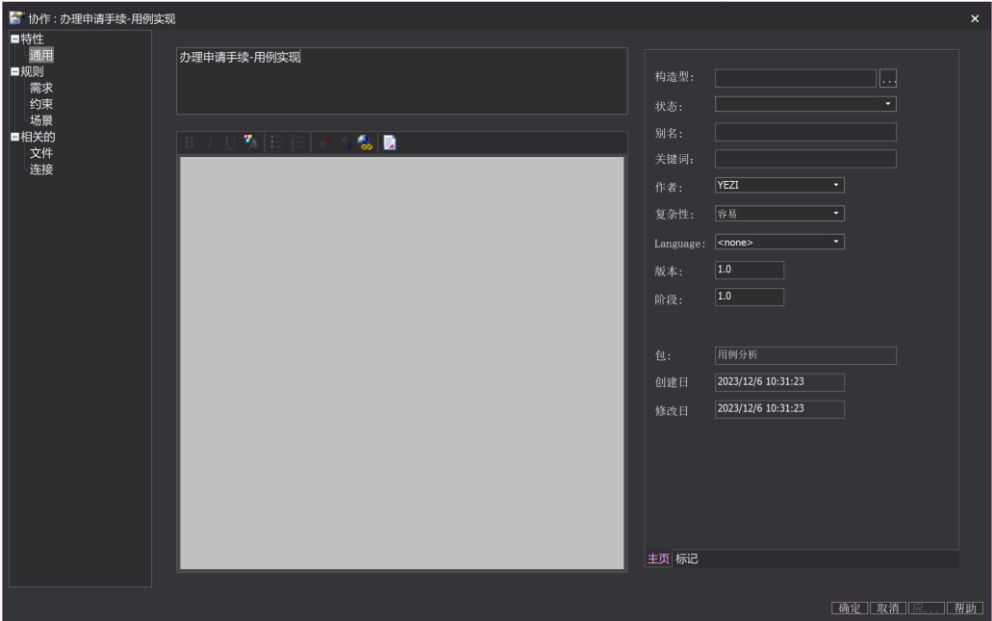 协作 : 办理申请手续-用例实现
特性
通用
规则
需求
约束
场景
相关的
文件
连接
办理申请手续-用例实现
B I U
构造型: ...
状态:
别名:
关键词:
作者: YEZI
复杂性: 容易
Language: <none>
版本: 1.0
阶段: 1.0
包: 用例分析
创建日 2023/12/6 10:31:23
修改日 2023/12/6 10:31:23
主页 标记
确定 取消 应... 帮助